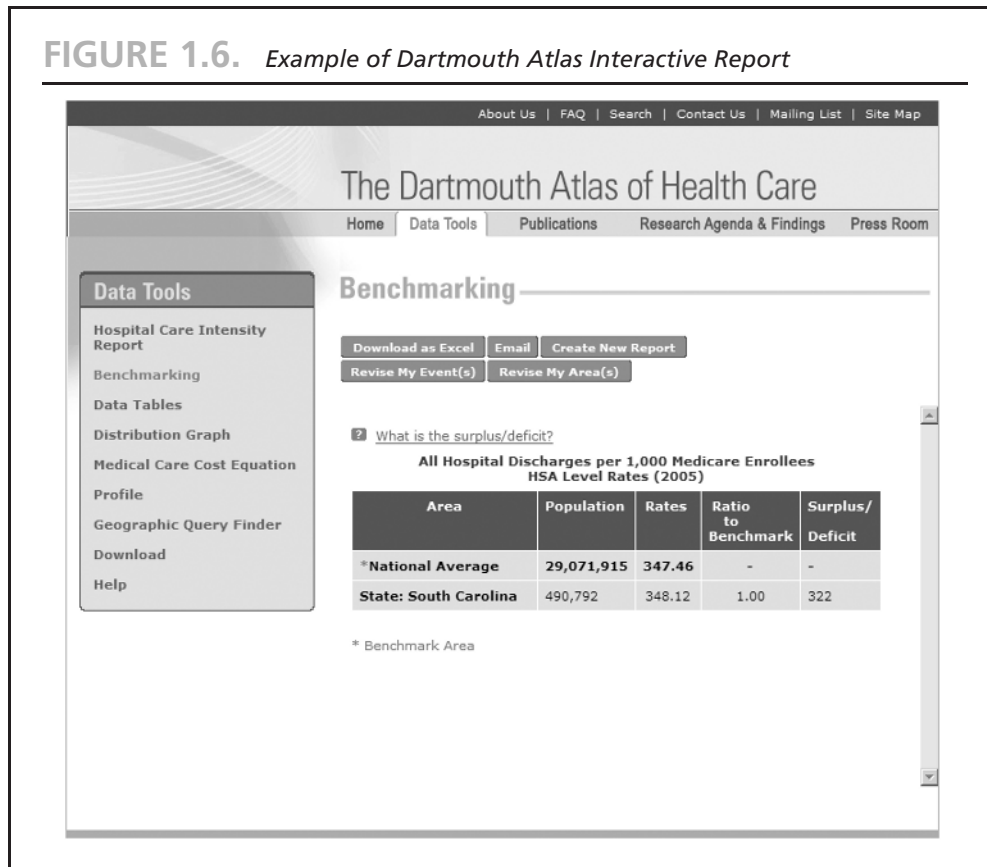 FIGURE 1.6. Example of Dartmouth Atlas Interactive Report
About Us | FAQ | Search | Contact Us | Mailing List | Site Map
The Dartmouth Atlas of Health Care
Home Data Tools Publications Research Agenda & Findings Press Room
Data Tools
Hospital Care Intensity
Report
Benchmarking
Data Tables
Distribution Graph
Medical Care Cost Equation
Profile
Geographic Query Finder
Download
Help
Benchmarking
Download as Excel Email Create New Report
Revise My Event(s) Revise My Area(s)
? What is the surplus/deficit?
All Hospital Discharges per 1,000 Medicare Enrollees
HSA Level Rates (2005)
Area Population Rates Ratio to Benchmark Surplus/ Deficit
*National Average 29,071,915 347.46 - -
State: South Carolina 490,792 348.12 1.00 322
* Benchmark Area